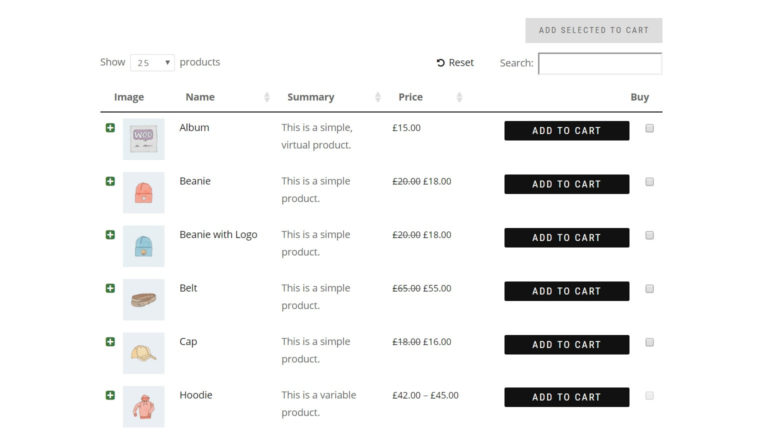 ADD SELECTED TO CART
Show 25 products Reset Search:
Image Name Summary Price Buy
Album This is a simple, £15.00 ADD TO CART
virtual product.
Beanie This is a simple £20.00 £18.00 ADD TO CART
product.
Beanie with Logo This is a simple £20.00 £18.00 ADD TO CART
product.
Belt This is a simple £65.00 £55.00 ADD TO CART
product.
Cap This is a simple £18.00 £16.00 ADD TO CART
product.
Hoodie This is a variable £42.00 – £45.00 ADD TO CART
product.